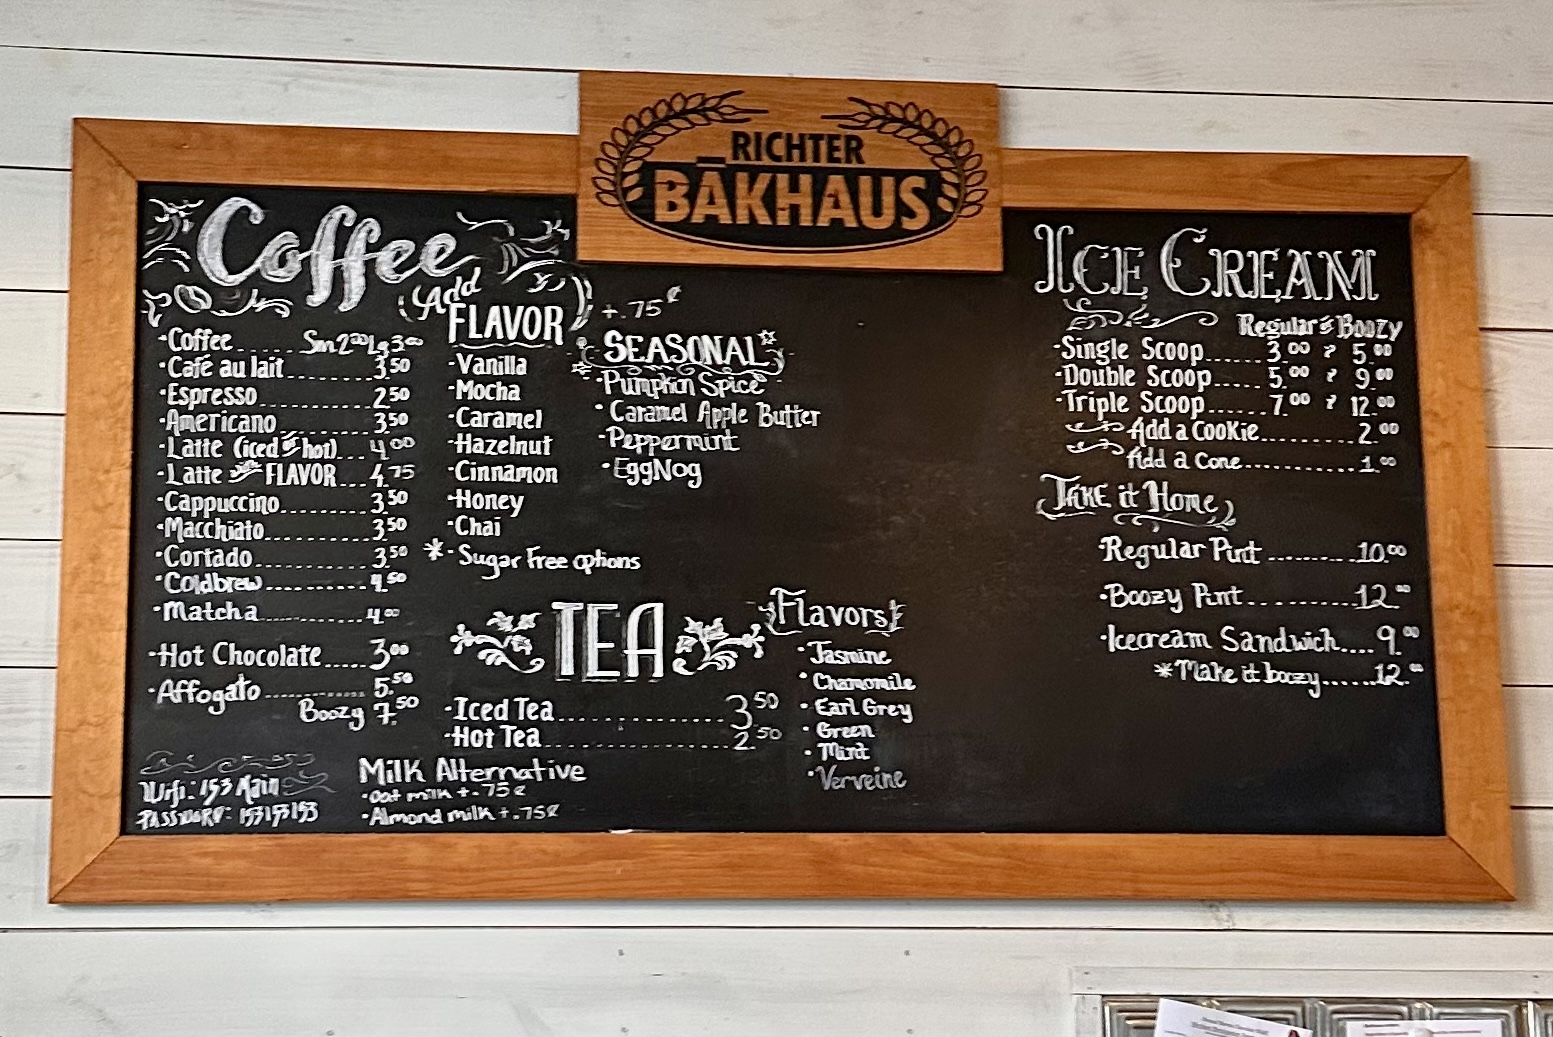 RICHTER
BÄKHAUS
Coffee
·Coffee....... Sm 2.00 Lg 3.00
·Café au lait............ 3.50
·Espresso............ 2.50
·Americano............ 3.50
·Latte (iced or hot)... 4.00
·Latte FLAVOR... 4.75
·Cappuccino............ 3.50
·Macchiato............ 3.50
·Cortado............ 3.50
·Coldbrew............ 4.50
·Matcha............ 4.00
·Hot Chocolate..... 3.00
·Affogato............ 5.50
Boozy 7.50
Wifi: 153 Main
PASSWORD: 153153153
Add
FLAVOR +.75¢
·Vanilla
·Mocha
·Caramel
·Hazelnut
·Cinnamon
·Honey
·Chai
*·Sugar Free options
SEASONAL
·Pumpkin Spice
·Caramel Apple Butter
·Peppermint
·EggNog
TEA
·Iced Tea............ 3.50
·Hot Tea............ 2.50
Flavors
·Jasmine
·Chamomile
·Earl Grey
·Green
·Mint
·Verveine
Milk Alternative
·Oat milk +.75¢
·Almond milk +.75¢
ICE CREAM
Regular or Boozy
·Single Scoop...... 3.00 5.00
·Double Scoop..... 5.00 9.00
·Triple Scoop...... 7.00 12.00
Add a Cookie............ 2.00
Add a Cone............ 1.00
TAKE it Home
·Regular Pint............ 10.00
·Boozy Pint............ 12.00
·Icecream Sandwich.... 9.00
*Make it boozy...... 12.00